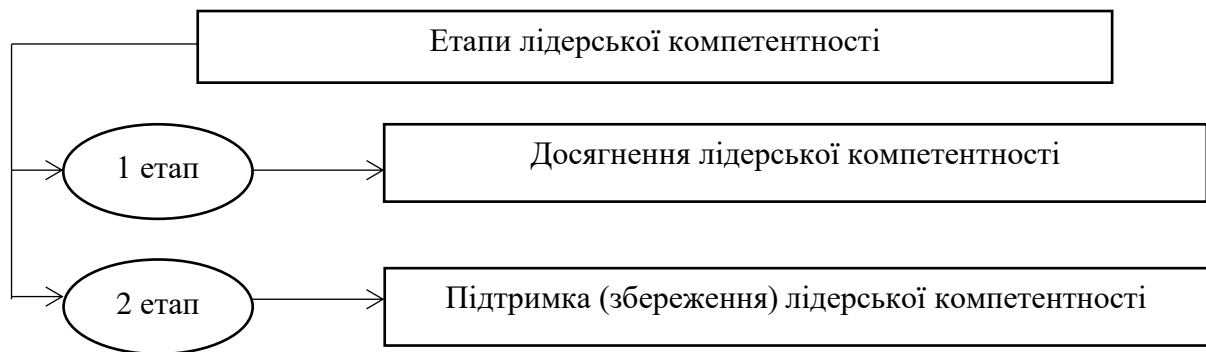 Етапи лідерської компетентності
1 етап
Досягнення лідерської компетентності
2 етап
Підтримка (збереження) лідерської компетентності